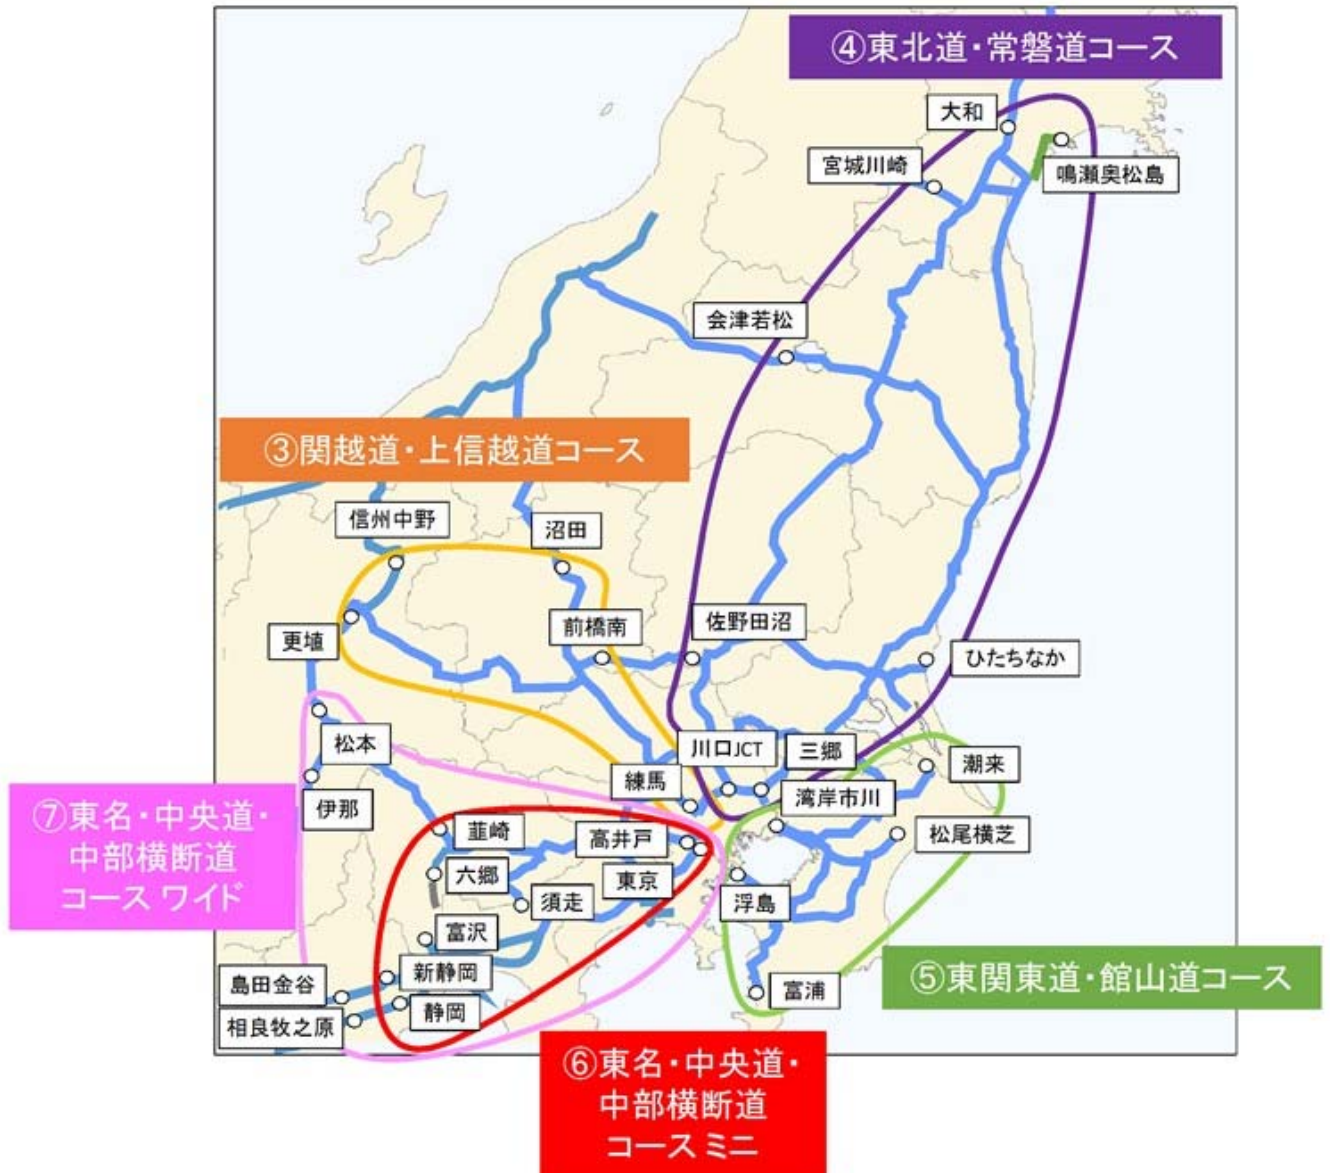 ④東北道・常磐道コース
大和
宮城川崎
鳴瀬奥松島
会津若松
③関越道・上信越道コース
信州中野
沼田
前橋南
佐野田沼
更埴
ひたちなか
松本
川口JCT
三郷
潮来
練馬
湾岸市川
伊那
⑦東名・中央道・
中部横断道
コース ワイド
韮崎
高井戸
松尾横芝
六郷
東京
須走
浮島
富沢
新静岡
島田金谷
⑤東関東道・館山道コース
富浦
静岡
相良牧之原
⑥東名・中央道・
中部横断道
コース ミニ